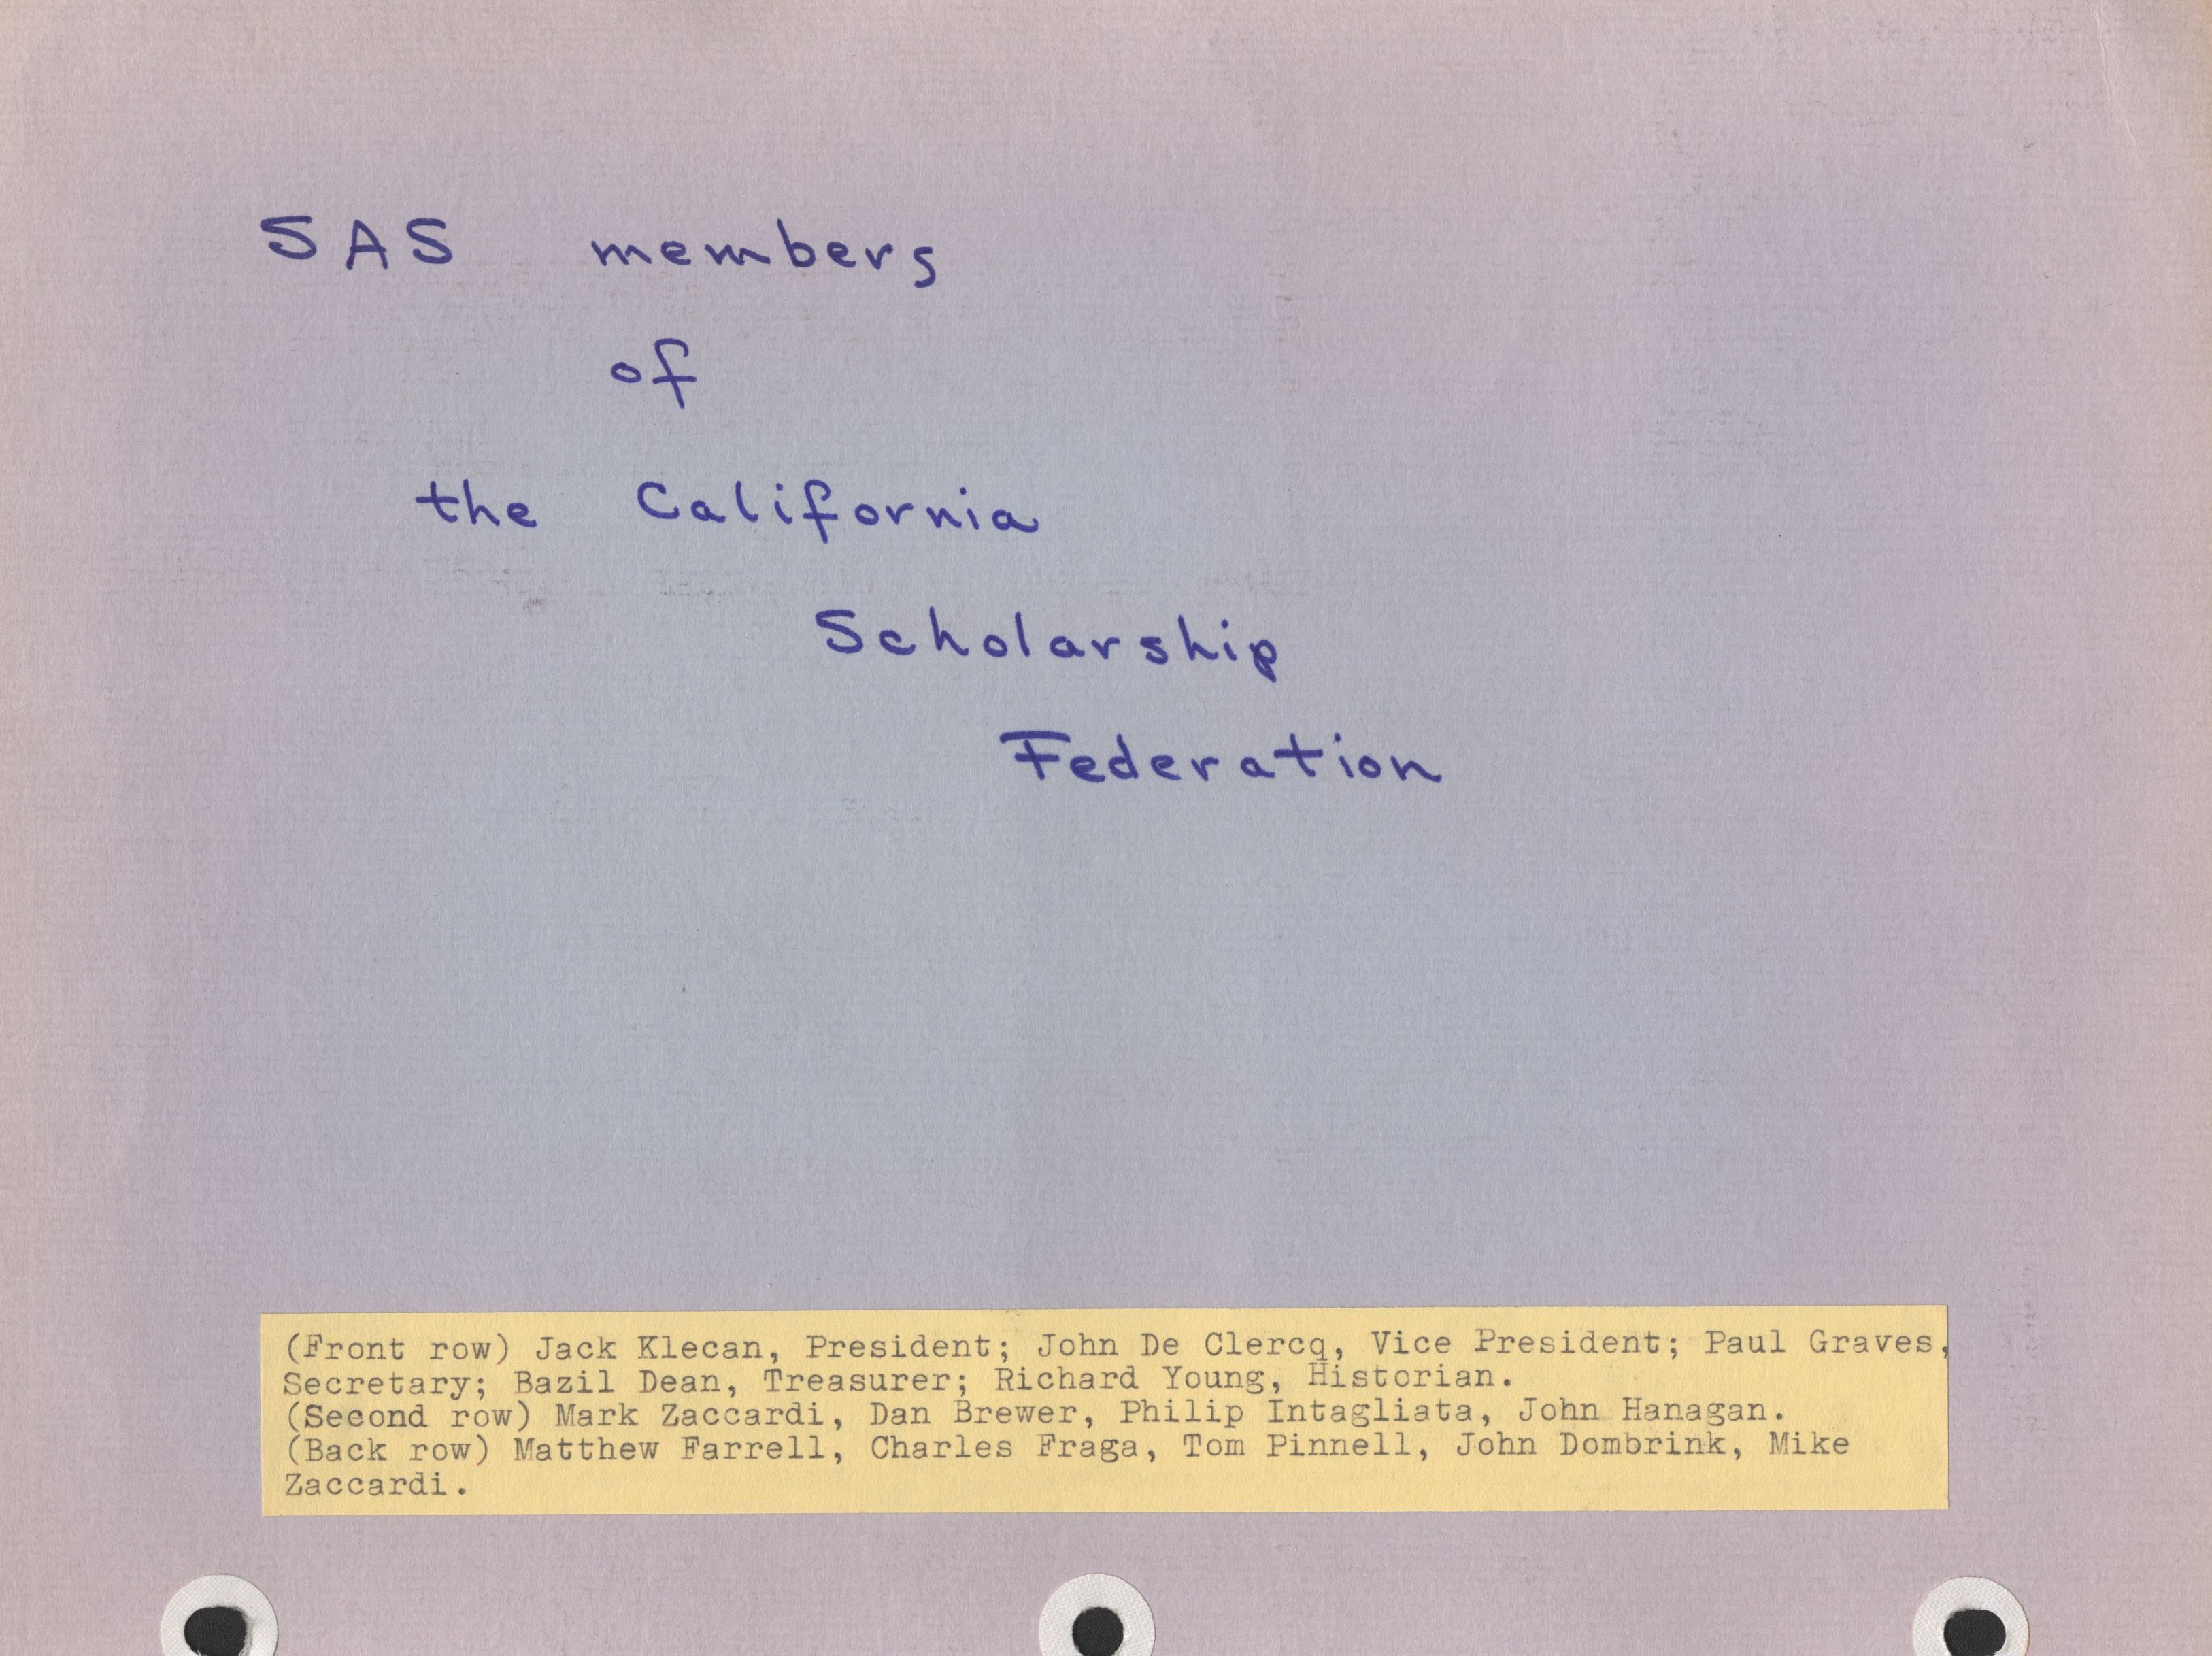 SAS members
of
the California
Scholarship
Federation
(Front row) Jack Klecan, President; John De Clercq, Vice President; Paul Graves,
Secretary; Bazil Dean, Treasurer; Richard Young, Historian.
(Second row) Mark Zaccardi, Dan Brewer, Philip Intagliata, John Hanagan.
(Back row) Matthew Farrell, Charles Fraga, Tom Pinnell, John Dombrink, Mike
Zaccardi.